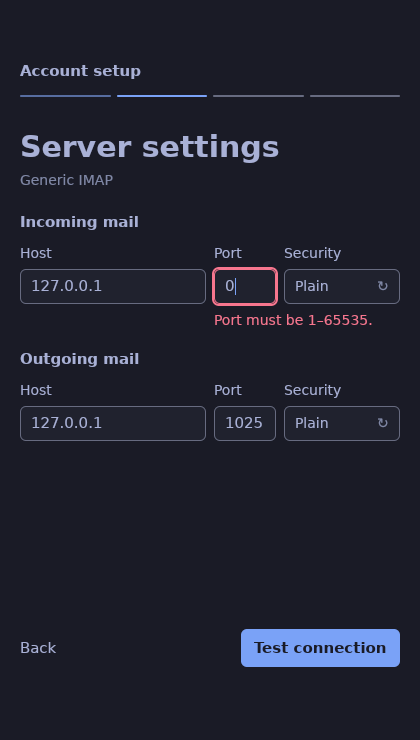 Account setup
Server settings
Generic IMAP
Incoming mail
Host Port Security
127.0.0.1 0 Plain ↻
Port must be 1–65535.
Outgoing mail
Host Port Security
127.0.0.1 1025 Plain ↻
Back Test connection